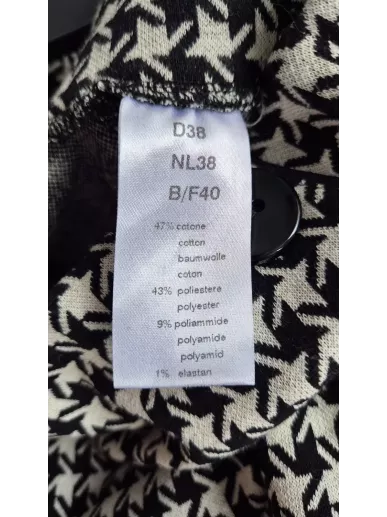 D38
NL38
B/F40
47% cotone
cotton
baumwolle
coton
43% poliestere
polyester
9% poliammide
polyamide
polyamid
1% elastan